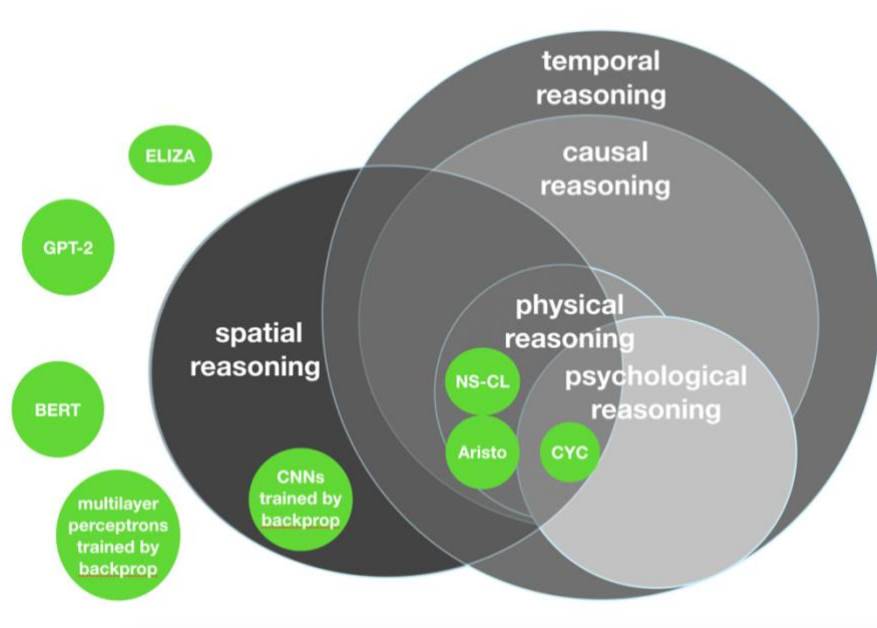 temporal
reasoning
causal
reasoning
ELIZA
GPT-2
physical
reasoning
spatial
reasoning
NS-CL
psychological
reasoning
BERT
Aristo
CYC
CNNs
trained by
backprop
multilayer
perceptrons
trained by
backprop